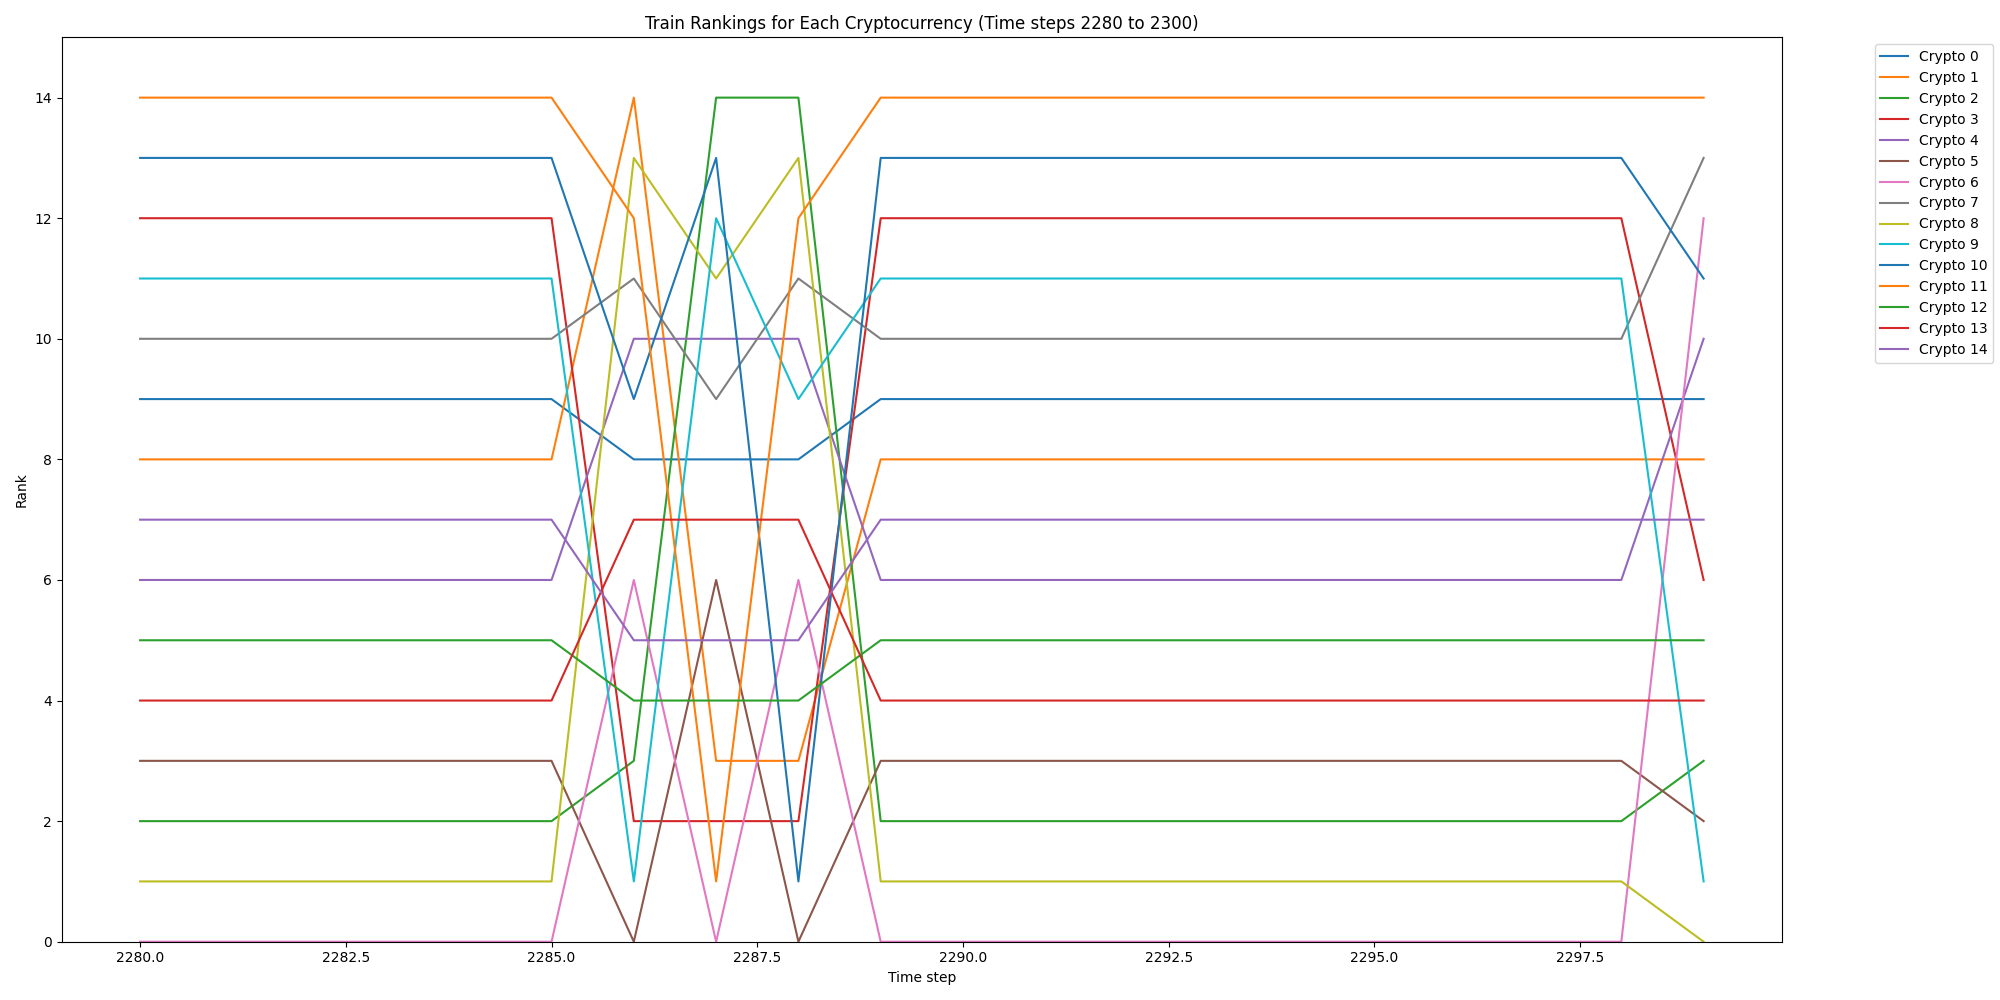 Train Rankings for Each Cryptocurrency (Time steps 2280 to 2300)
Rank
14
12
10
8
6
4
2
0
2280.0 2282.5 2285.0 2287.5 2290.0 2292.5 2295.0 2297.5
Time step
Crypto 0
Crypto 1
Crypto 2
Crypto 3
Crypto 4
Crypto 5
Crypto 6
Crypto 7
Crypto 8
Crypto 9
Crypto 10
Crypto 11
Crypto 12
Crypto 13
Crypto 14